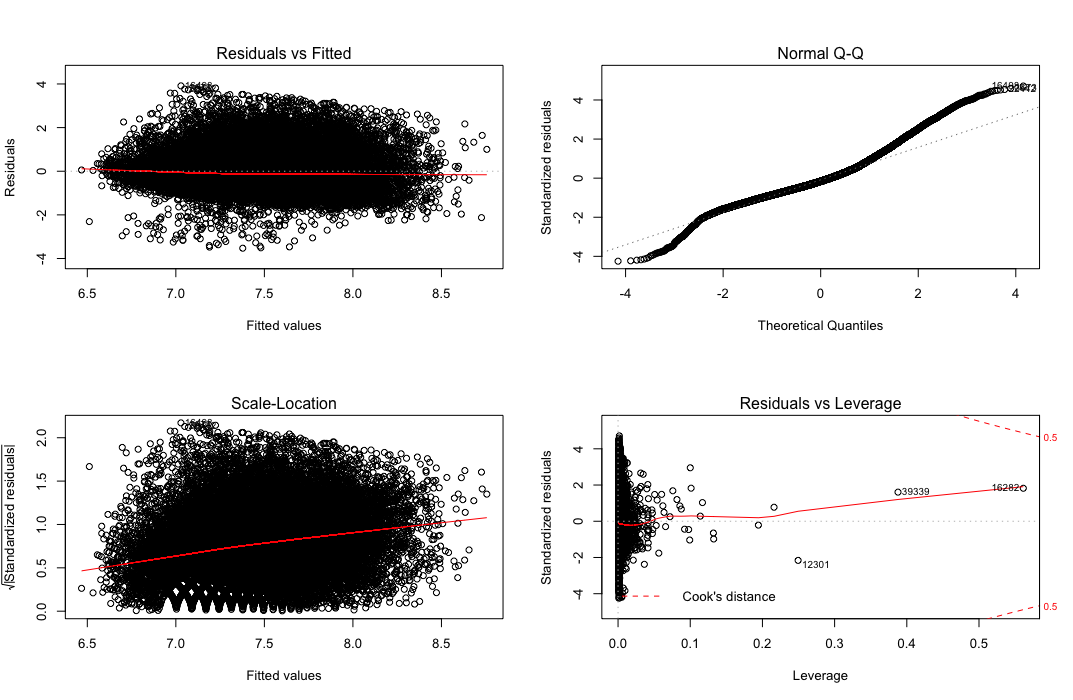 Residuals vs Fitted
4
2
0
-2
-4
Residuals
6.5 7.0 7.5 8.0 8.5
Fitted values
Normal Q-Q
4
2
0
-2
-4
Standardized residuals
-4 -2 0 2 4
Theoretical Quantiles
Scale-Location
2.0
1.5
1.0
0.5
0.0
√|Standardized residuals|
6.5 7.0 7.5 8.0 8.5
Fitted values
Residuals vs Leverage
4
2
0
-2
-4
Standardized residuals
0.5
39339
16282
12301
Cook's distance
0.5
0.0 0.1 0.2 0.3 0.4 0.5
Leverage